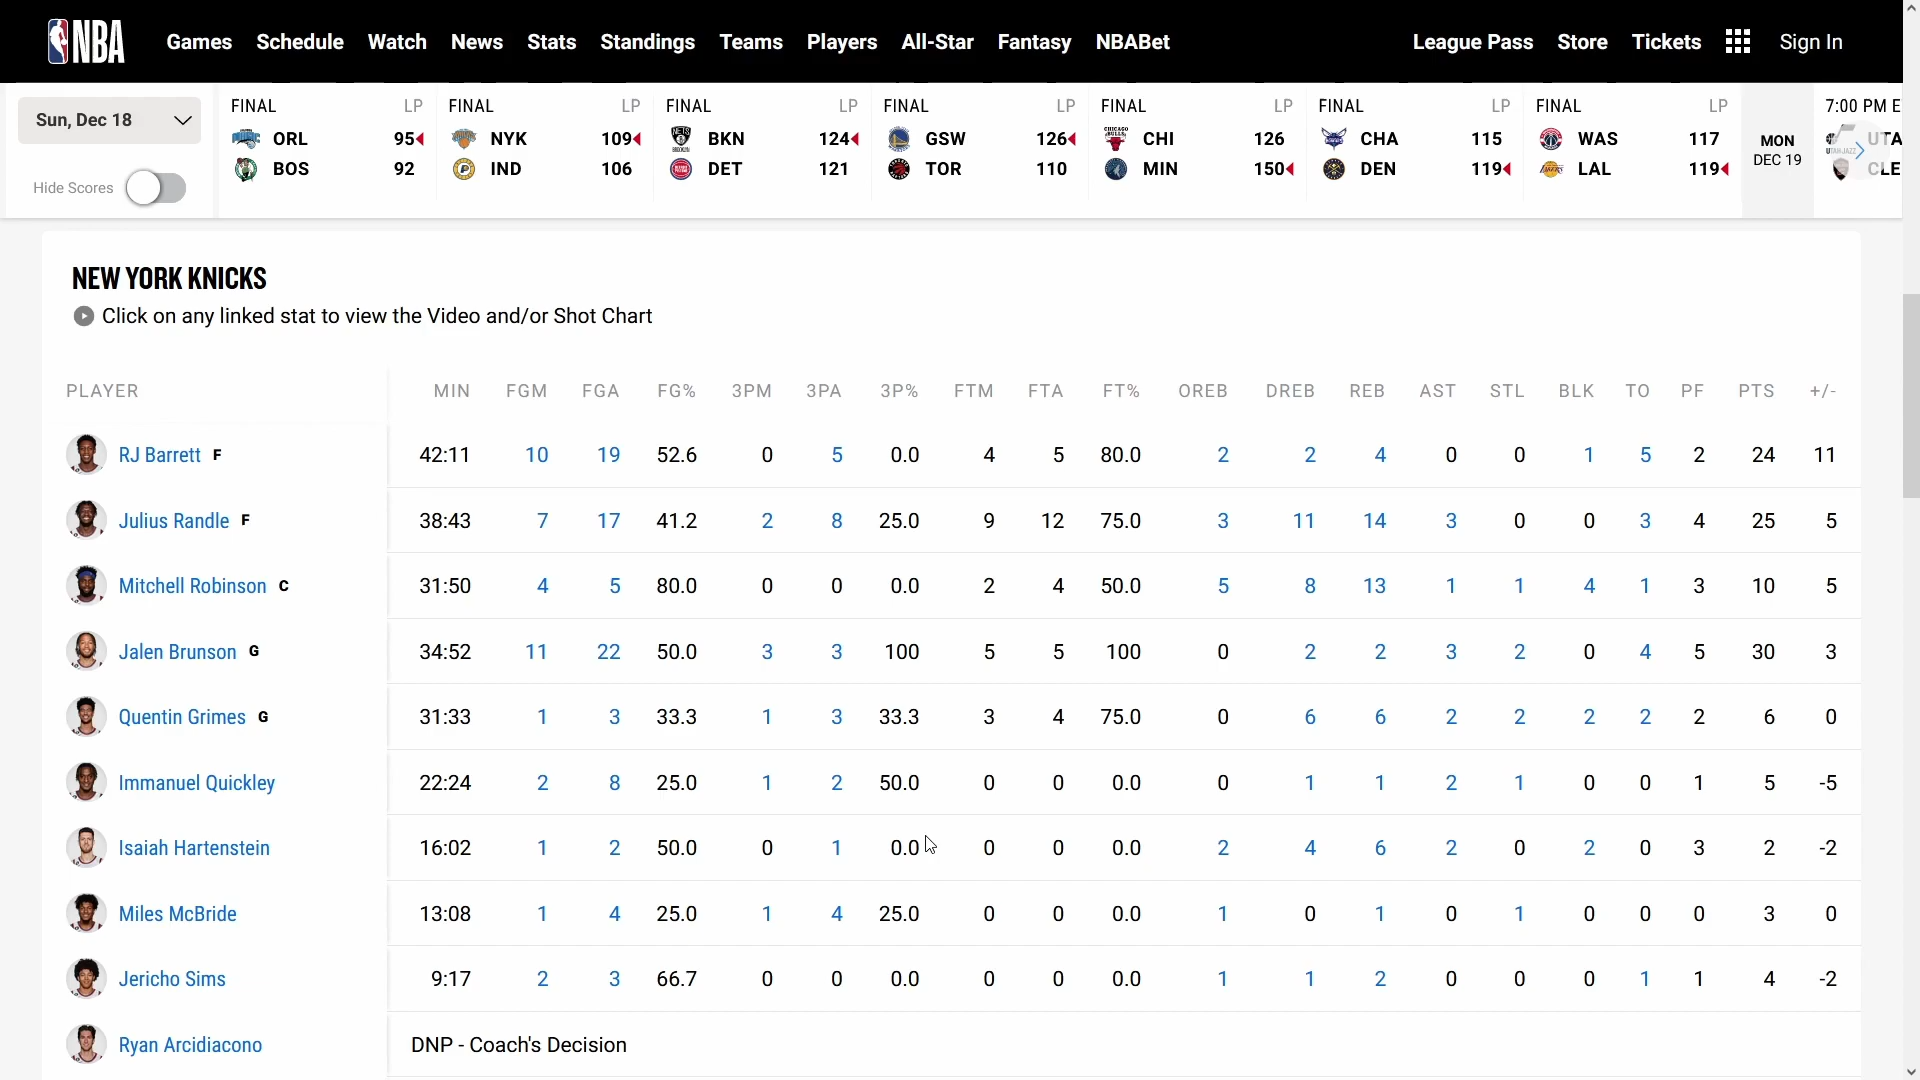 NBA Games Schedule Watch News Stats Standings Teams Players All-Star Fantasy NBABet League Pass Store Tickets Sign In
Sun, Dec 18
Hide Scores
FINAL LP
ORL 95
BOS 92
FINAL LP
NYK 109
IND 106
FINAL LP
BKN 124
DET 121
FINAL LP
GSW 126
TOR 110
FINAL LP
CHI 126
MIN 150
FINAL LP
CHA 115
DEN 119
FINAL LP
WAS 117
LAL 119
MON
DEC 19
7:00 PM E
UTA
CLE
NEW YORK KNICKS
Click on any linked stat to view the Video and/or Shot Chart
PLAYER MIN FGM FGA FG% 3PM 3PA 3P% FTM FTA FT% OREB DREB REB AST STL BLK TO PF PTS +/-
RJ Barrett F 42:11 10 19 52.6 0 5 0.0 4 5 80.0 2 2 4 0 0 1 5 2 24 11
Julius Randle F 38:43 7 17 41.2 2 8 25.0 9 12 75.0 3 11 14 3 0 0 3 4 25 5
Mitchell Robinson C 31:50 4 5 80.0 0 0 0.0 2 4 50.0 5 8 13 1 1 4 1 3 10 5
Jalen Brunson G 34:52 11 22 50.0 3 3 100 5 5 100 0 2 2 3 2 0 4 5 30 3
Quentin Grimes G 31:33 1 3 33.3 1 3 33.3 3 4 75.0 0 6 6 2 2 2 2 2 6 0
Immanuel Quickley 22:24 2 8 25.0 1 2 50.0 0 0 0.0 0 1 1 2 1 0 0 1 5 -5
Isaiah Hartenstein 16:02 1 2 50.0 0 1 0.0 0 0 0.0 2 4 6 2 0 2 0 3 2 -2
Miles McBride 13:08 1 4 25.0 1 4 25.0 0 0 0.0 1 0 1 0 1 0 0 0 3 0
Jericho Sims 9:17 2 3 66.7 0 0 0.0 0 0 0.0 1 1 2 0 0 0 1 1 4 -2
Ryan Arcidiacono DNP - Coach's Decision